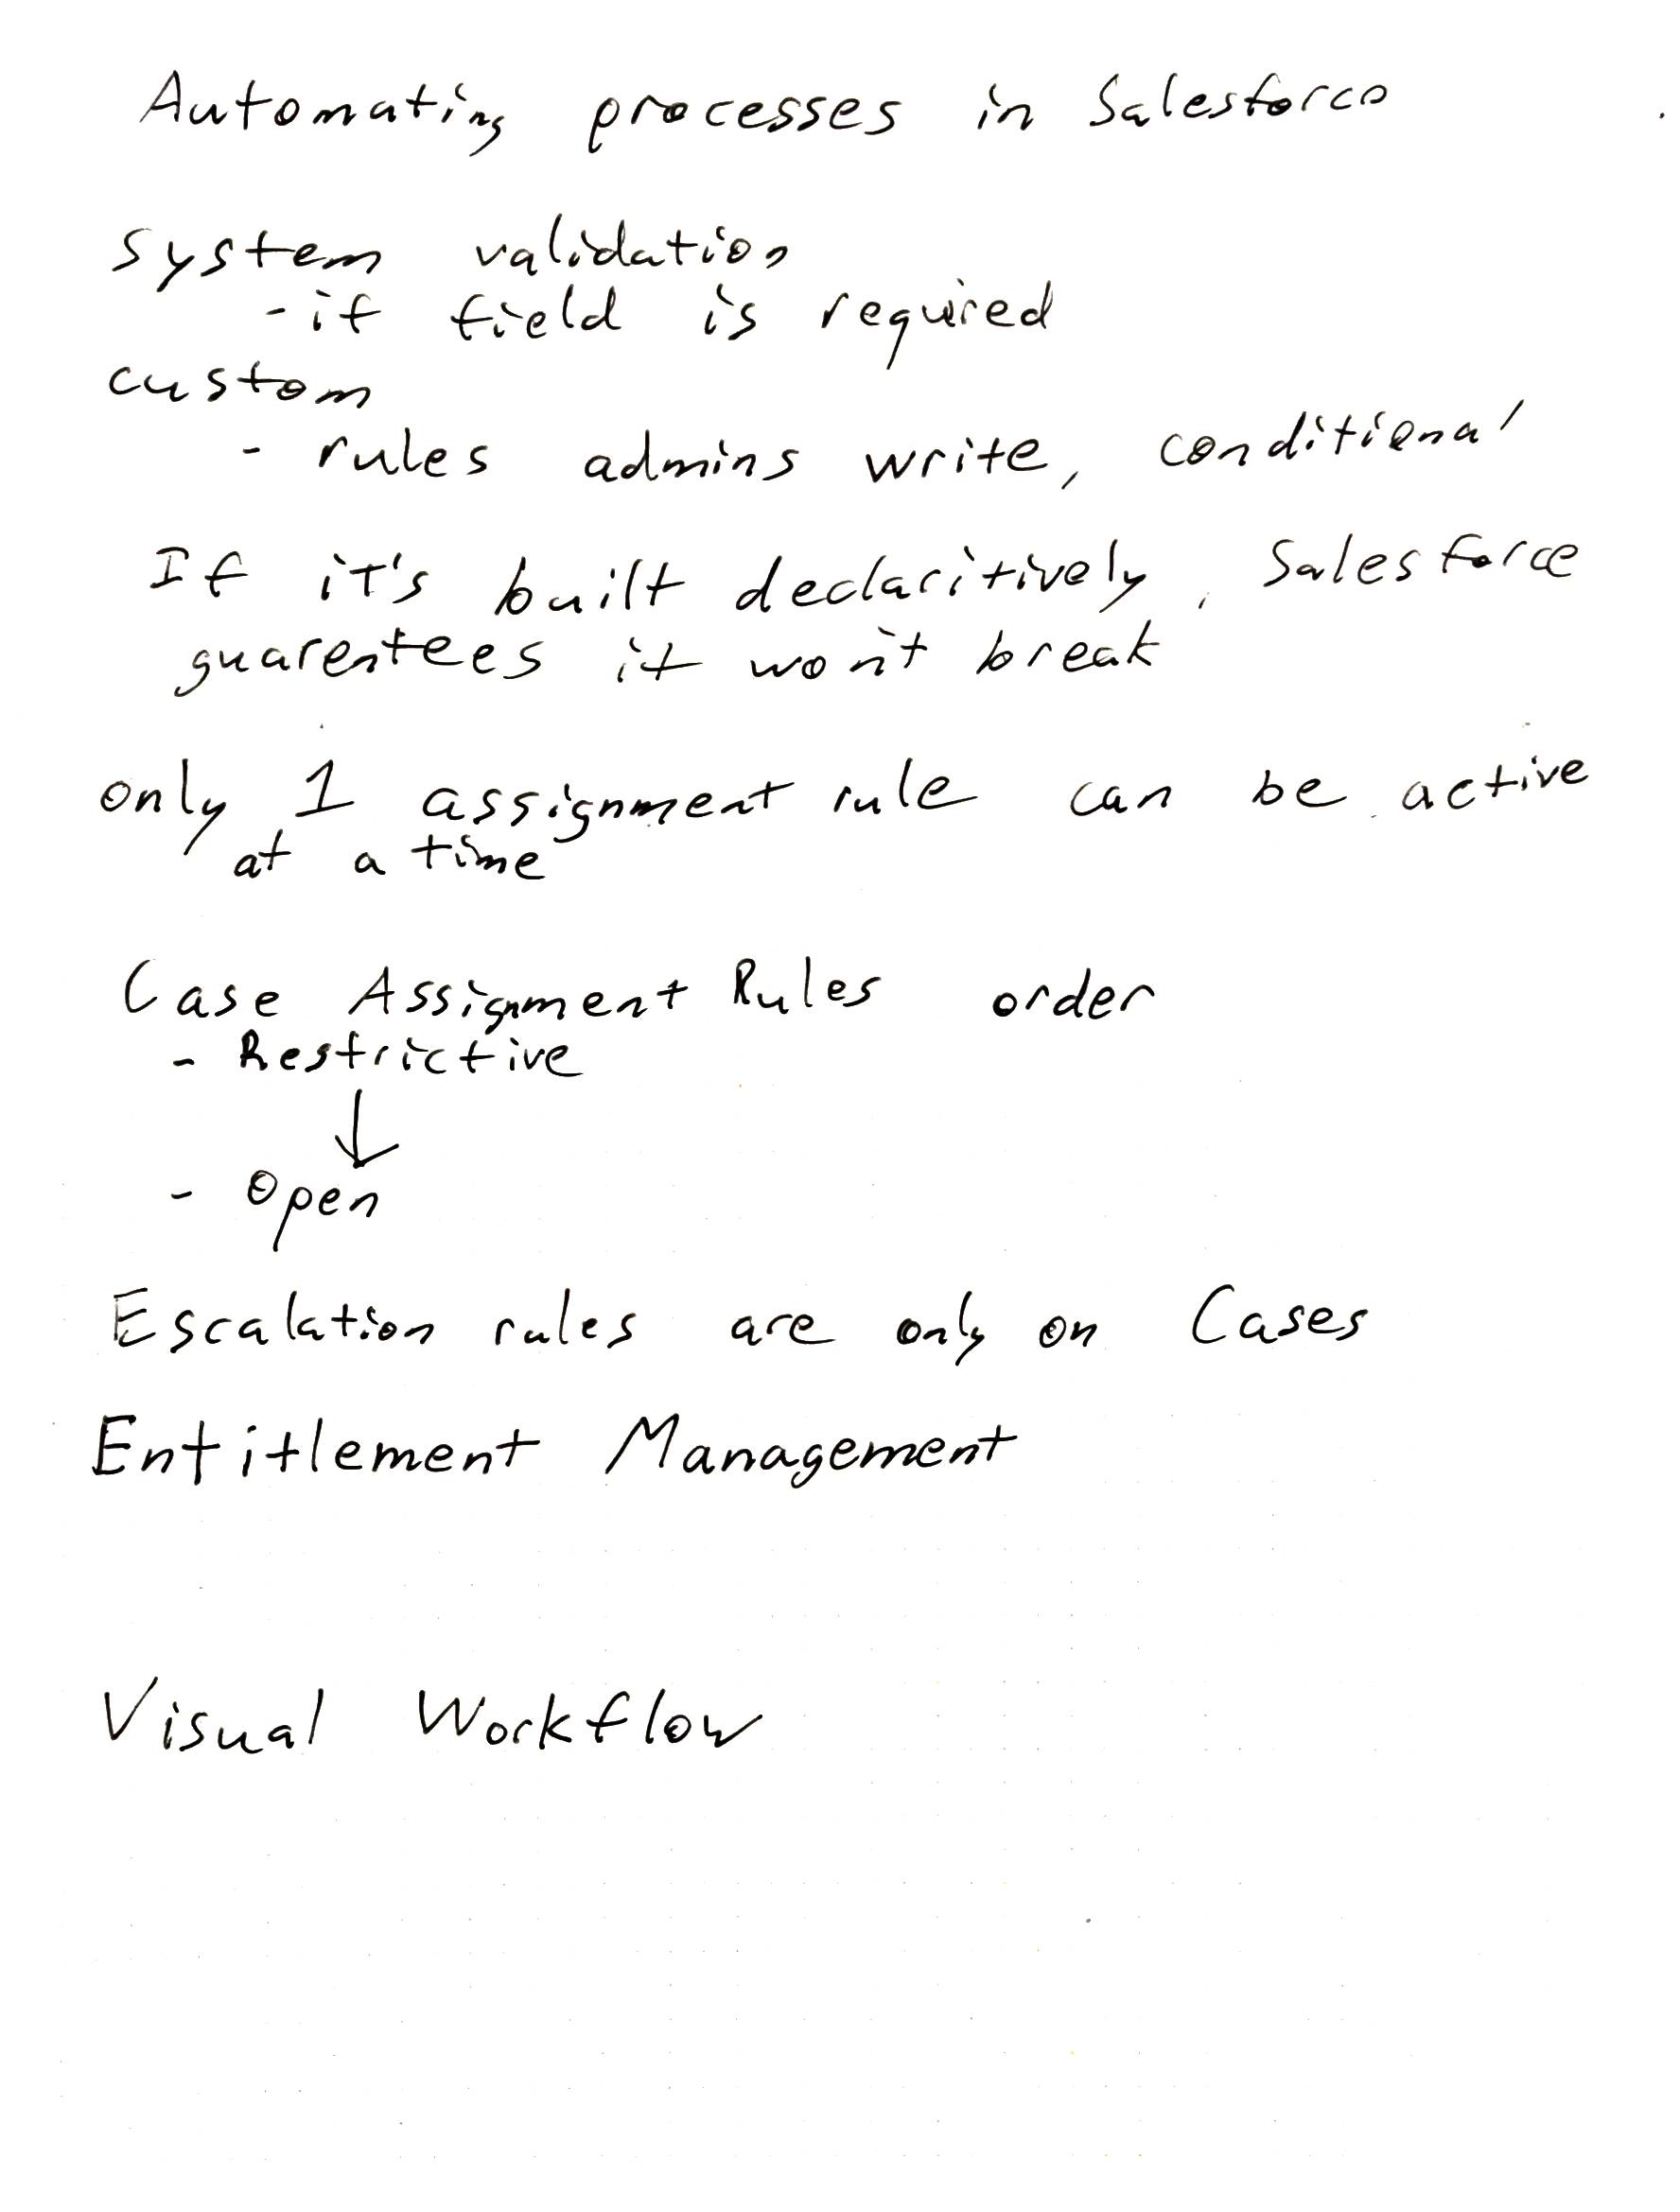 Automating processes in Salesforce
system validation
- if field is required
custom
- rules admins write, conditional
If it's built declaritively, Salesforce
guarentees it won't break
only 1 assignment rule can be active
at a time
Case Assignment Rules order
- Restrictive
↓
- Open
Escalation rules are only on Cases
Entitlement Management
Visual Workflow